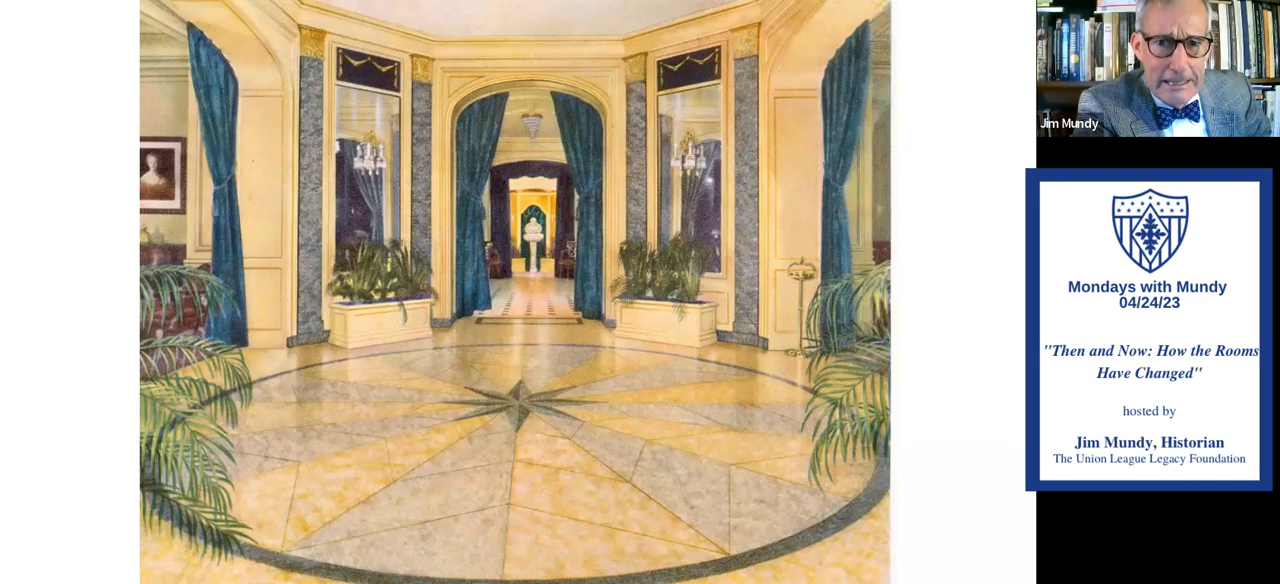 Jim Mundy
Mondays with Mundy
04/24/23
"Then and Now: How the Rooms
Have Changed"
hosted by
Jim Mundy, Historian
The Union League Legacy Foundation